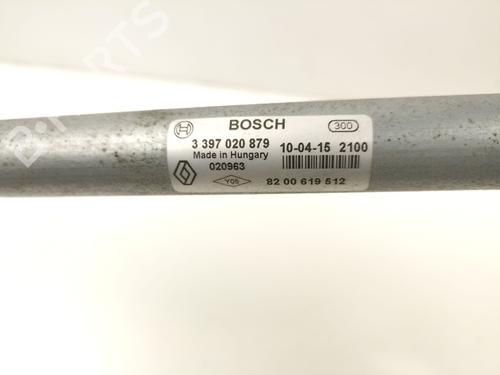 BOSCH 300
3 397 020 879 10-04-15 2100
Made in Hungary
020963
Y05 82 00 619 512
B-PARTS